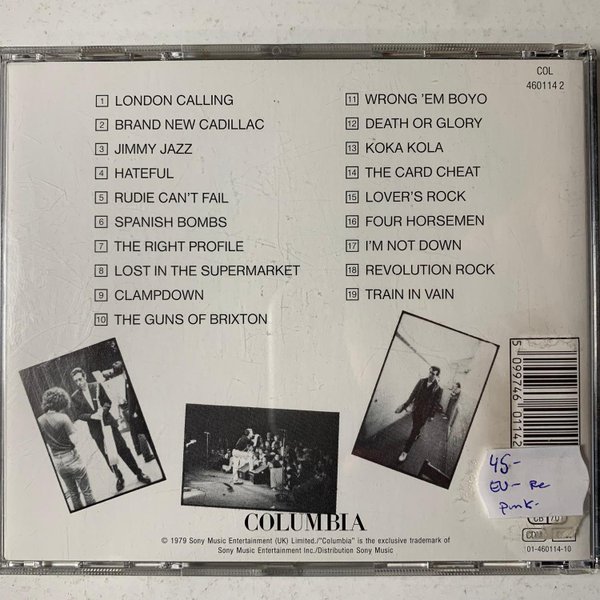 COL
460114 2
1 LONDON CALLING
2 BRAND NEW CADILLAC
3 JIMMY JAZZ
4 HATEFUL
5 RUDIE CAN'T FAIL
6 SPANISH BOMBS
7 THE RIGHT PROFILE
8 LOST IN THE SUPERMARKET
9 CLAMPDOWN
10 THE GUNS OF BRIXTON
11 WRONG 'EM BOYO
12 DEATH OR GLORY
13 KOKA KOLA
14 THE CARD CHEAT
15 LOVER'S ROCK
16 FOUR HORSEMEN
17 I'M NOT DOWN
18 REVOLUTION ROCK
19 TRAIN IN VAIN
5 099746 01142
45-
EU- Re
punk-
CB 701
01-460114-10
COLUMBIA
© 1979 Sony Music Entertainment (UK) Limited./"Columbia" is the exclusive trademark of
Sony Music Entertainment Inc./Distribution Sony Music